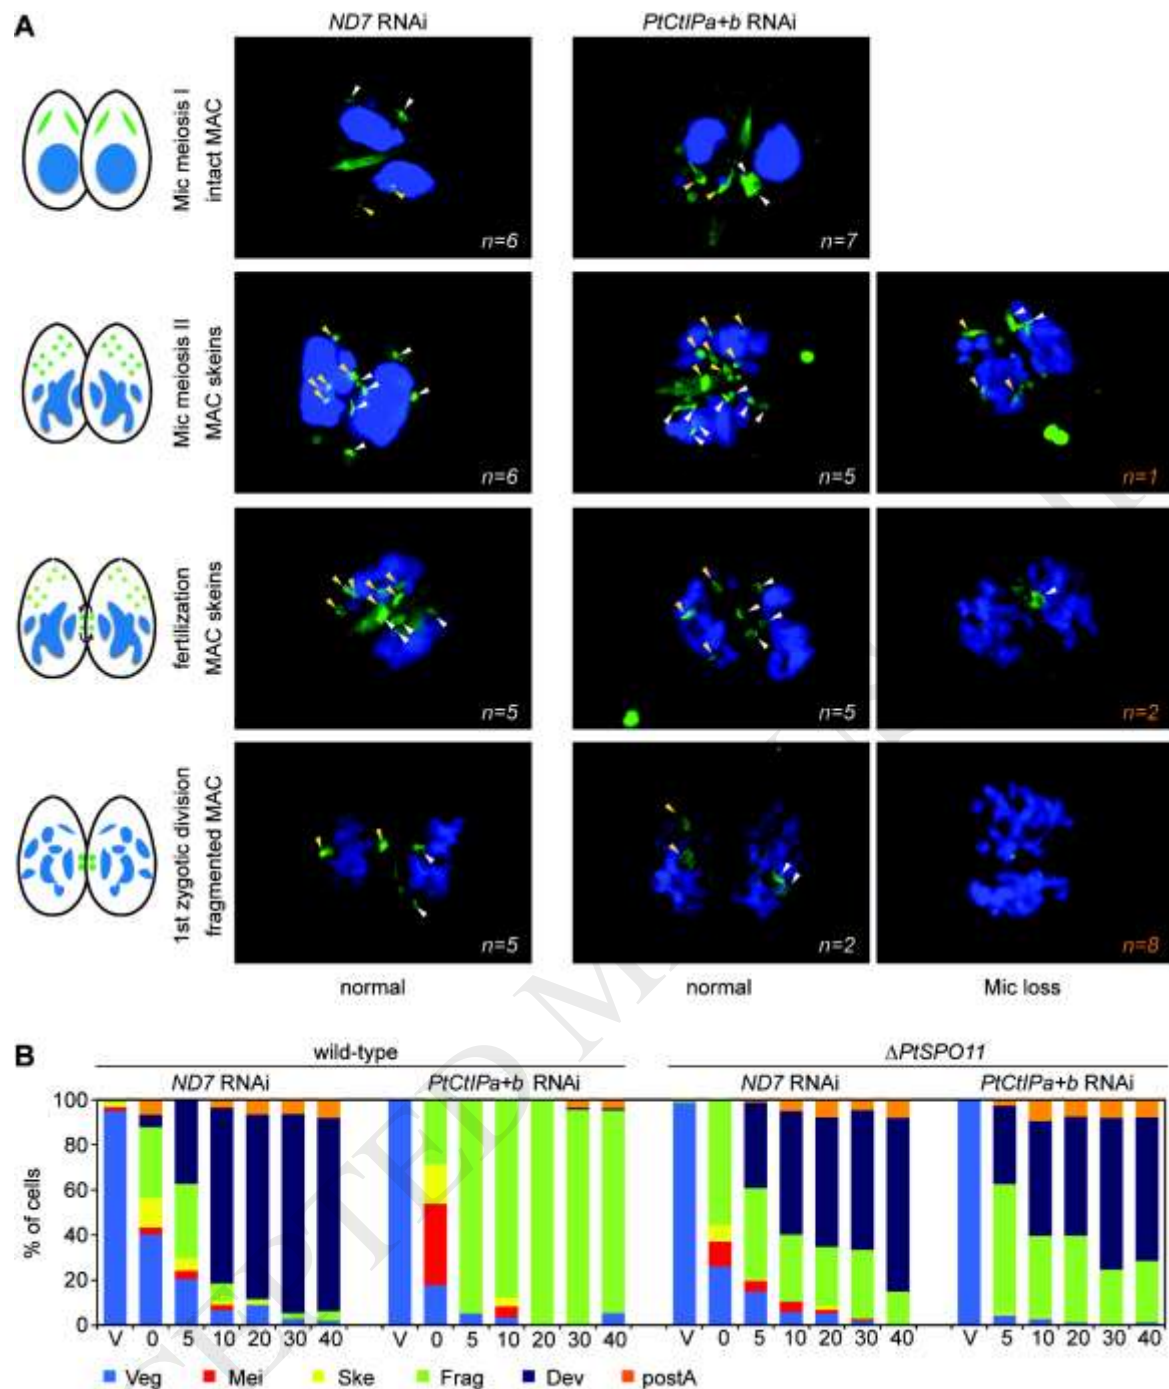 A
ND7 RNAi
PtCtIPa+b RNAi
Mic meiosis I
intact MAC
n=6
n=7
Mic meiosis II
MAC skeins
n=6
n=5
n=1
fertilization
MAC skeins
n=5
n=5
n=2
1st zygotic division
fragmented MAC
n=5
n=2
n=8
normal
normal
Mic loss
B
wild-type
ΔPtSPO11
ND7 RNAi
PtCtIPa+b RNAi
ND7 RNAi
PtCtIPa+b RNAi
% of cells
100
80
60
40
20
0
V 0 5 10 20 30 40
V 0 5 10 20 30 40
V 0 5 10 20 30 40
V 5 10 20 30 40
Veg Mei Ske Frag Dev postA